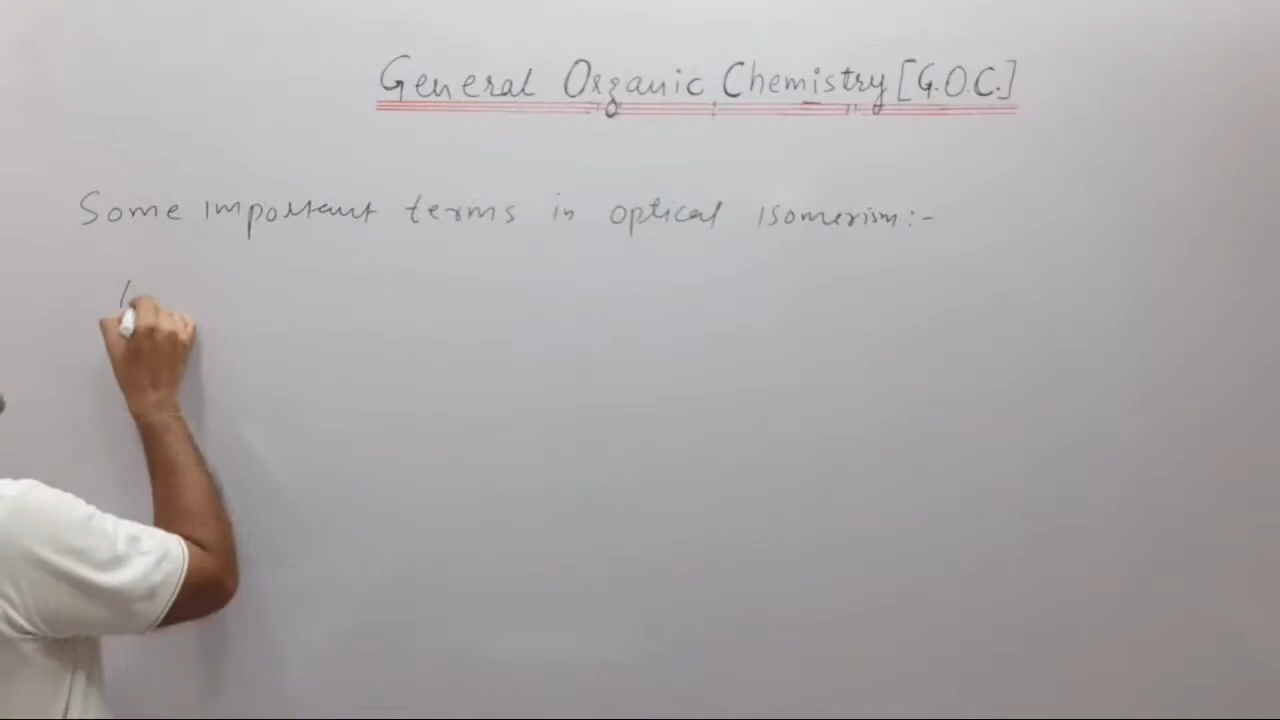 General Organic Chemistry [G.O.C.]
Some important terms in optical isomerism:-